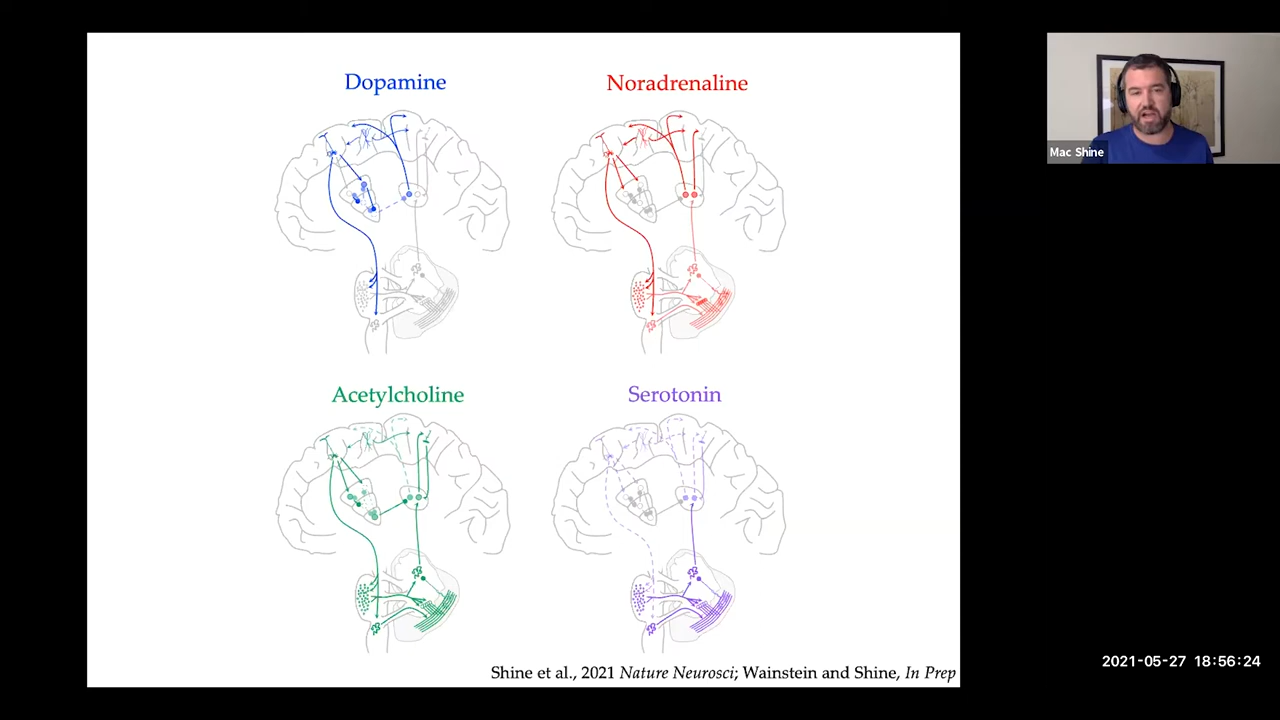 Dopamine
Noradrenaline
Acetylcholine
Serotonin
Shine et al., 2021 Nature Neurosci; Wainstein and Shine, In Prep
Mac Shine
2021-05-27 18:56:24